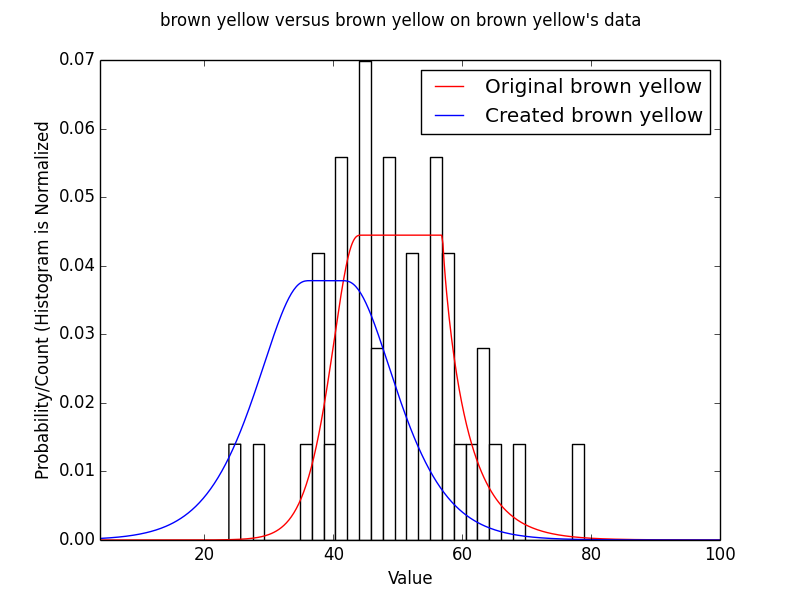 brown yellow versus brown yellow on brown yellow's data
Original brown yellow
Created brown yellow
Probability/Count (Histogram is Normalized
0.07
0.06
0.05
0.04
0.03
0.02
0.01
0.00
20 40 60 80 100
Value